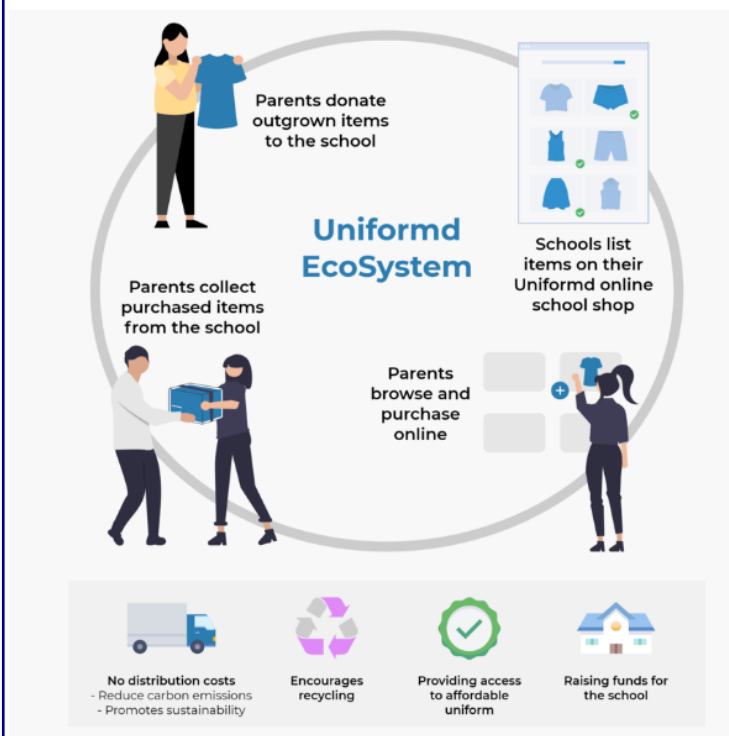 Parents donate
outgrown items
to the school
Uniformd
EcoSystem
Schools list
items on their
Uniformd online
school shop
Parents collect
purchased items
from the school
Parents
browse and
purchase
online
No distribution costs
- Reduce carbon emissions
- Promotes sustainability
Encourages
recycling
Providing access
to affordable
uniform
Raising funds for
the school